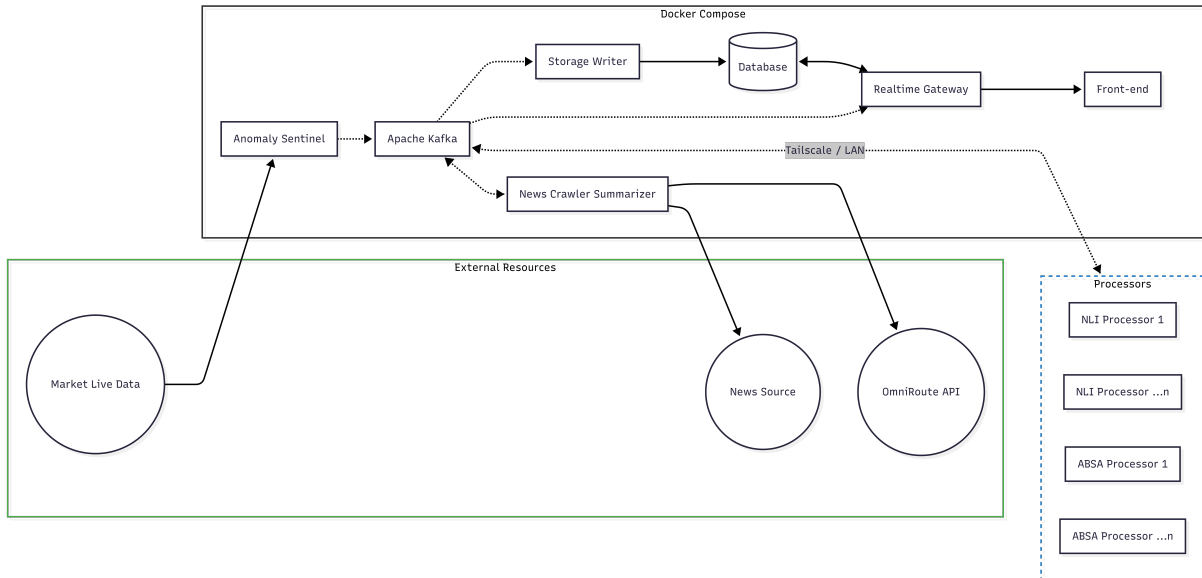 Docker Compose
Storage Writer
Database
Realtime Gateway
Front-end
Anomaly Sentinel
Apache Kafka
Tailscale / LAN
News Crawler Summarizer
External Resources
Processors
NLI Processor 1
Market Live Data
News Source
OmniRoute API
NLI Processor ...n
ABSA Processor 1
ABSA Processor ...n